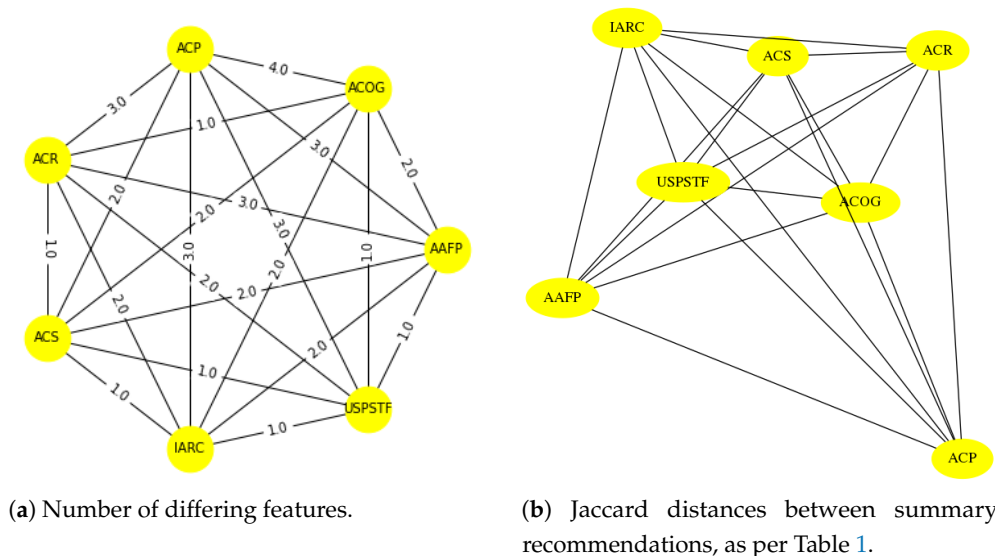 IARC
ACS
ACR
ACP
4.0
ACOG
3.0
1.0
3.0
2.0
ACR
2.0
3.0
2.0
3.0
USPSTF
ACOG
1.0
3.0
2.0
1.0
AAFP
2.0
2.0
2.0
AAFP
2.0
1.0
ACS
2.0
1.0
1.0
USPSTF
1.0
IARC
ACP
(a) Number of differing features.
(b) Jaccard distances between summary
recommendations, as per Table 1.